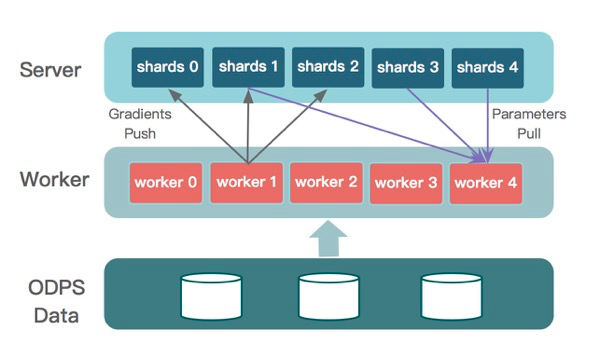 Server
shards 0 shards 1 shards 2 shards 3 shards 4
Gradients
Push
Parameters
Pull
Worker
worker 0 worker 1 worker 2 worker 3 worker 4
ODPS
Data